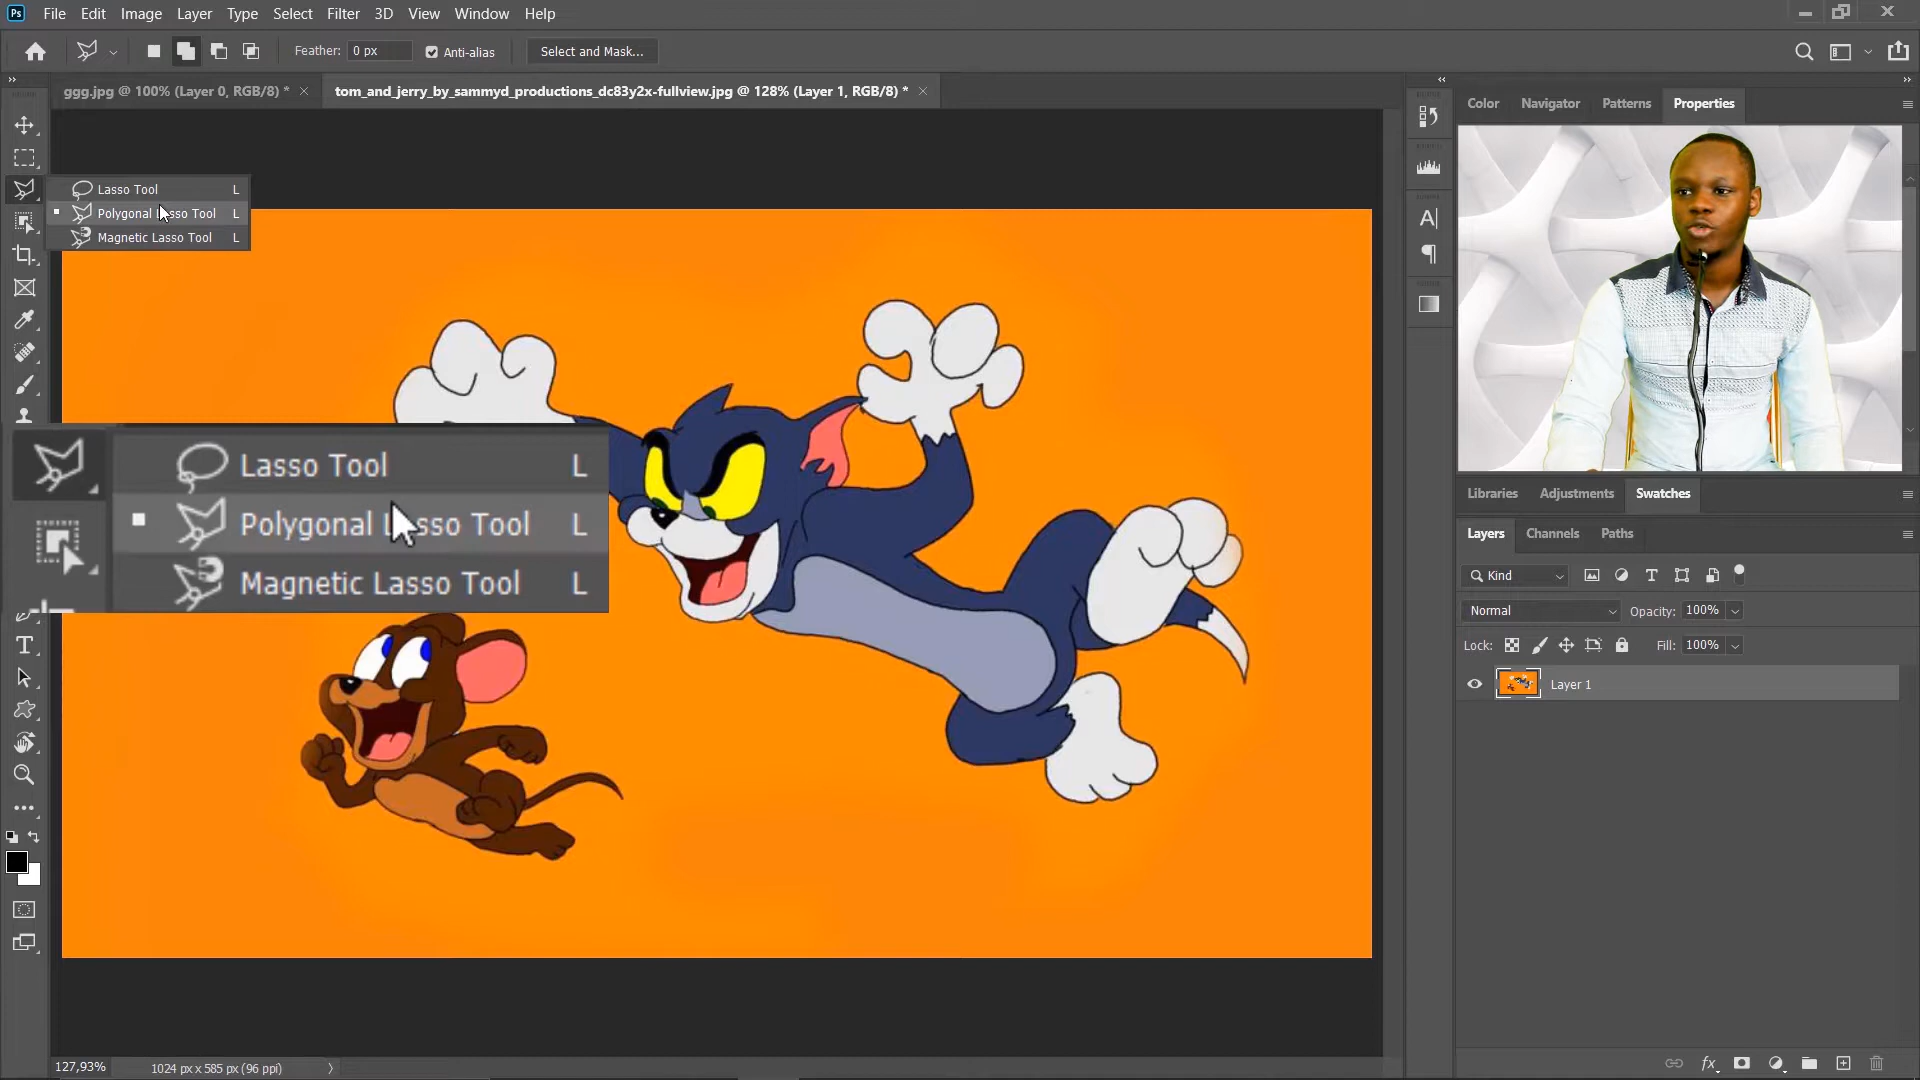 Ps File Edit Image Layer Type Select Filter 3D View Window Help
Feather: 0 px Anti-alias Select and Mask...
ggg.jpg @ 100% (Layer 0, RGB/8) *
tom_and_jerry_by_sammyd_productions_dc83y2x-fullview.jpg @ 128% (Layer 1, RGB/8) *
Color Navigator Patterns Properties
Lasso Tool L
Polygonal Lasso Tool L
Magnetic Lasso Tool L
Lasso Tool L
Polygonal Lasso Tool L
Magnetic Lasso Tool L
Libraries Adjustments Swatches
Layers Channels Paths
Kind
Normal Opacity: 100%
Lock: Fill: 100%
Layer 1
127,93% 1024 px x 585 px (96 ppi)